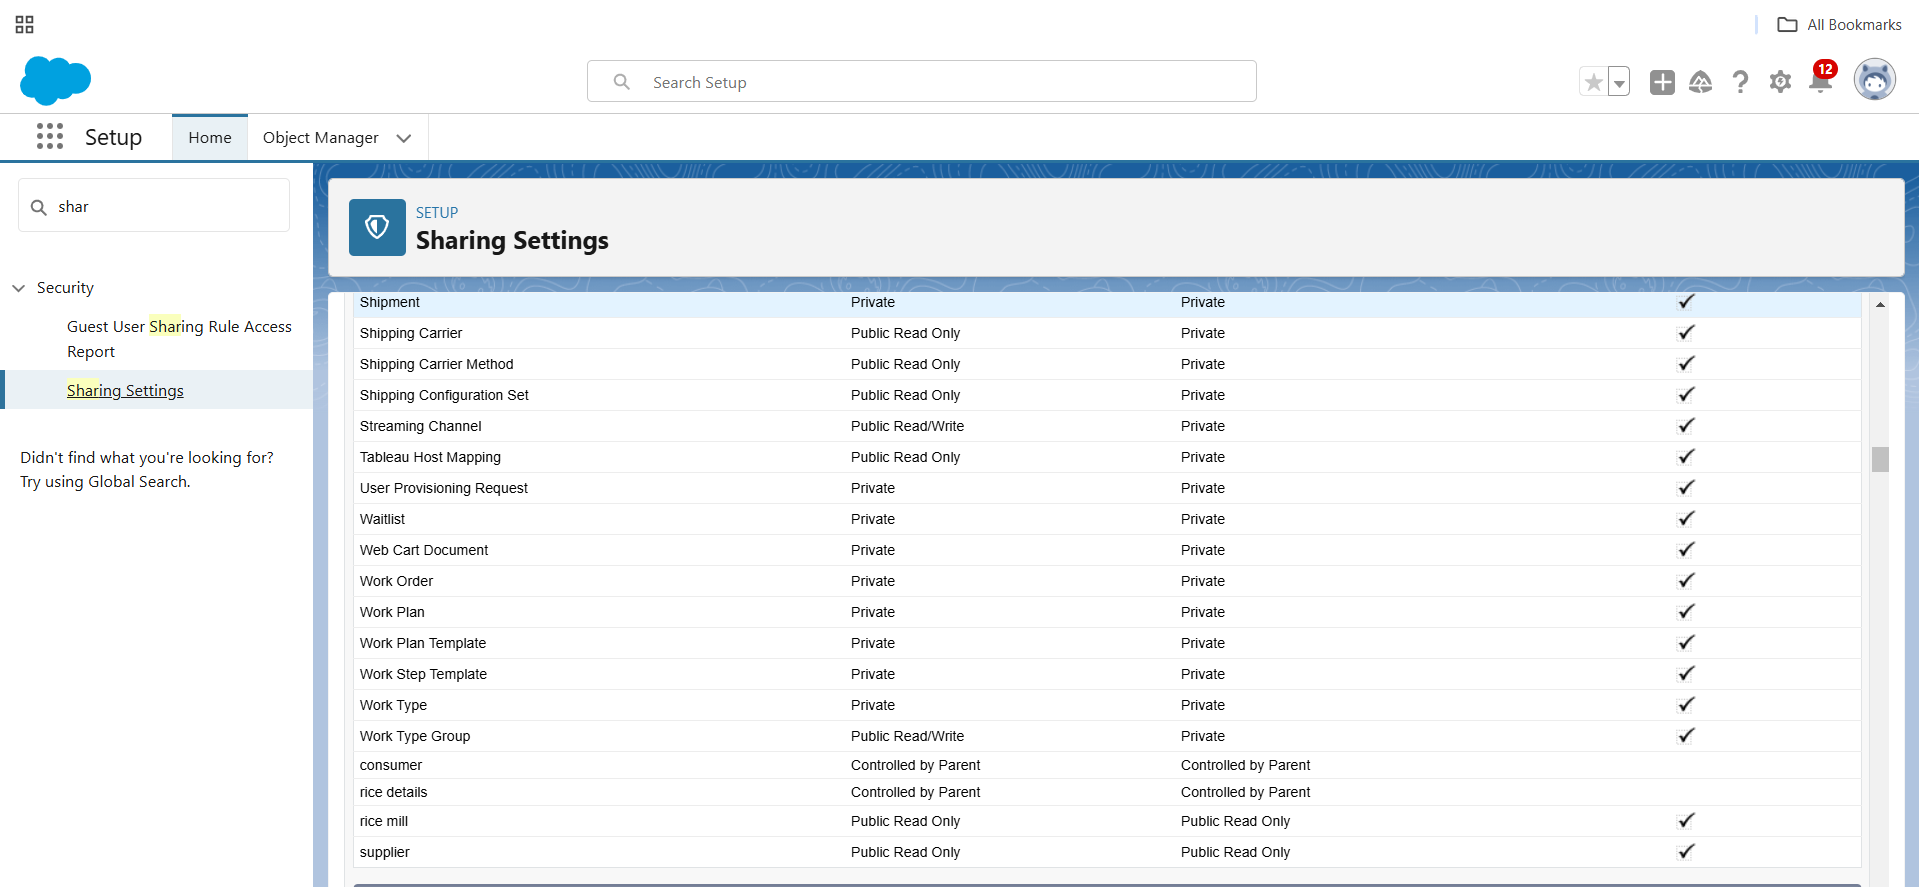 All Bookmarks
Search Setup
12
Setup
Home
Object Manager
shar
Security
Guest User Sharing Rule Access
Report
Sharing Settings
Didn't find what you're looking for?
Try using Global Search.
SETUP
Sharing Settings
Shipment Private Private
Shipping Carrier Public Read Only Private
Shipping Carrier Method Public Read Only Private
Shipping Configuration Set Public Read Only Private
Streaming Channel Public Read/Write Private
Tableau Host Mapping Public Read Only Private
User Provisioning Request Private Private
Waitlist Private Private
Web Cart Document Private Private
Work Order Private Private
Work Plan Private Private
Work Plan Template Private Private
Work Step Template Private Private
Work Type Private Private
Work Type Group Public Read/Write Private
consumer Controlled by Parent Controlled by Parent
rice details Controlled by Parent Controlled by Parent
rice mill Public Read Only Public Read Only
supplier Public Read Only Public Read Only